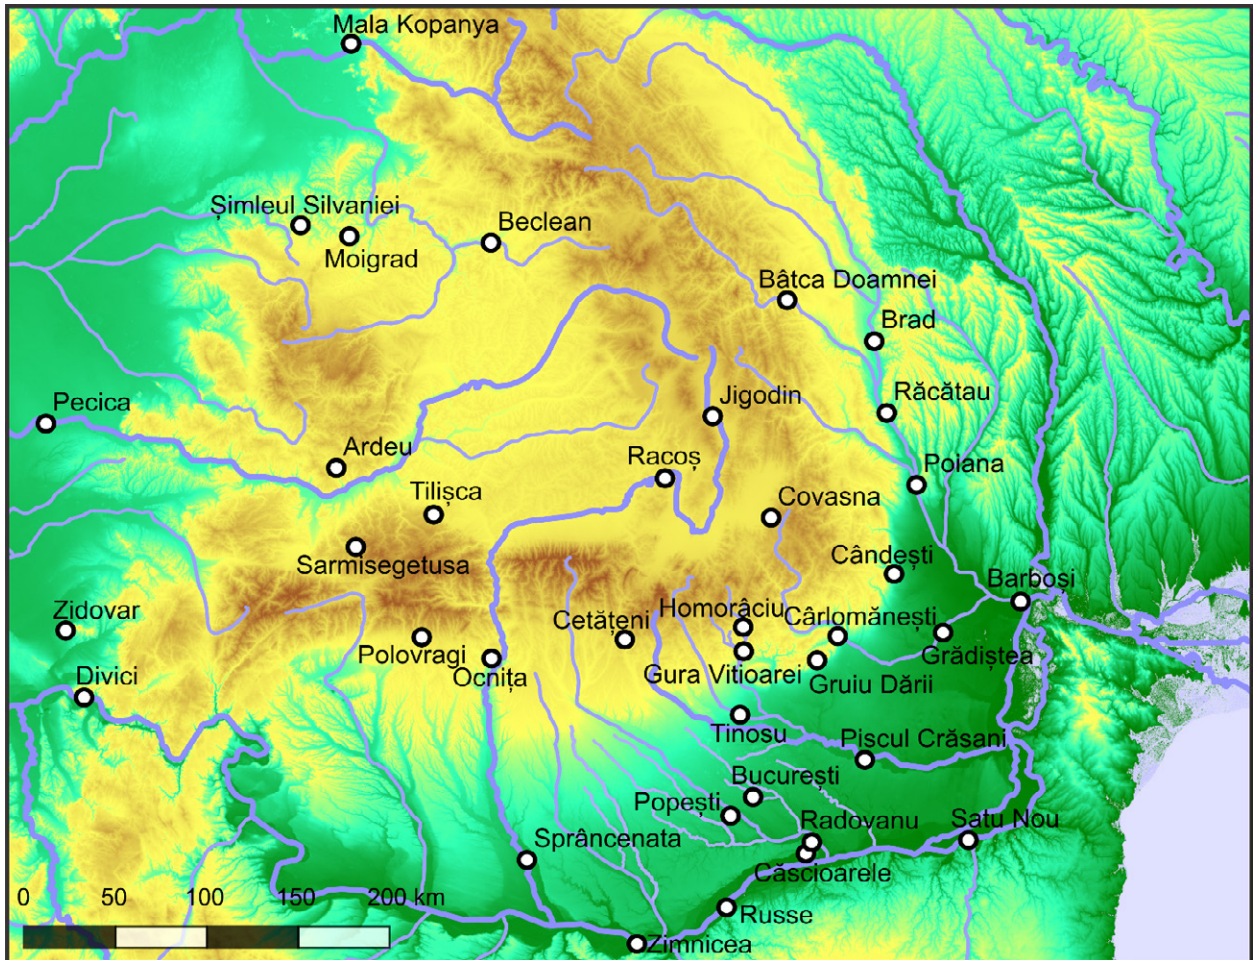 Mala Kopanya
Șimleul Silvaniei
Beclean
Moigrad
Bâtca Doamnei
Brad
Pecica
Jigodin
Răcătau
Ardeu
Racoș
Poiana
Tilișca
Covasna
Sarmisegetusa
Cândești
Barboși
Zidovar
Cetățeni
Homorâciu
Cârlomănești
Polovragi
Grădiștea
Divici
Ocnița
Gura Vitioarei
Gruiu Dării
Tinosu
Piscul Crăsani
București
Popești
Radovanu
Satu Nou
Sprâncenata
Căscioarele
0 50 100 150 200 km
Russe
Zimnicea